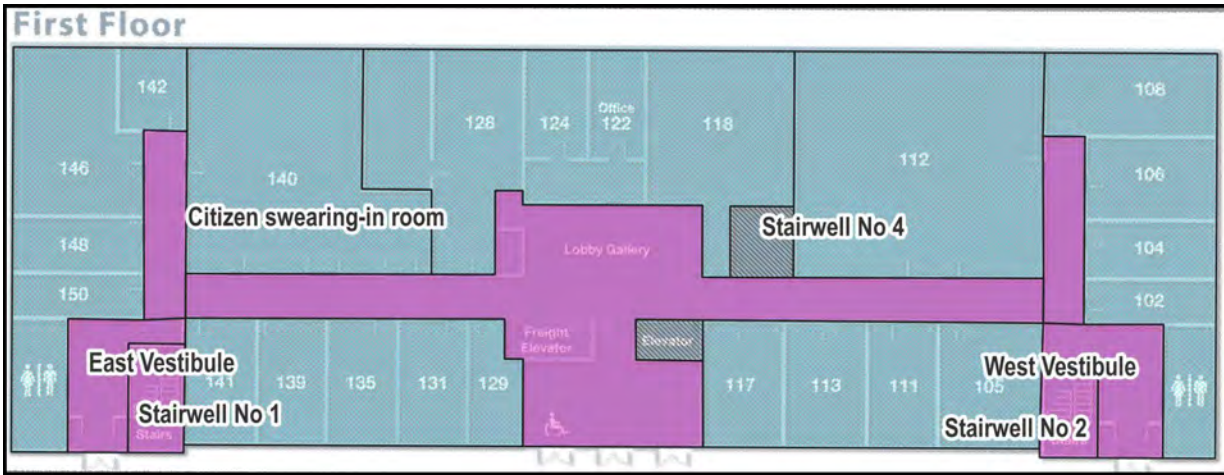 First Floor
142
108
128
124
Office
122
118
146
140
112
106
Citizen swearing-in room
Stairwell No 4
148
Lobby Gallery
104
150
102
Freight
Elevator
Elevator
East Vestibule
West Vestibule
141
139
135
131
129
117
113
111
105
Stairwell No 1
Stairwell No 2
Stairs